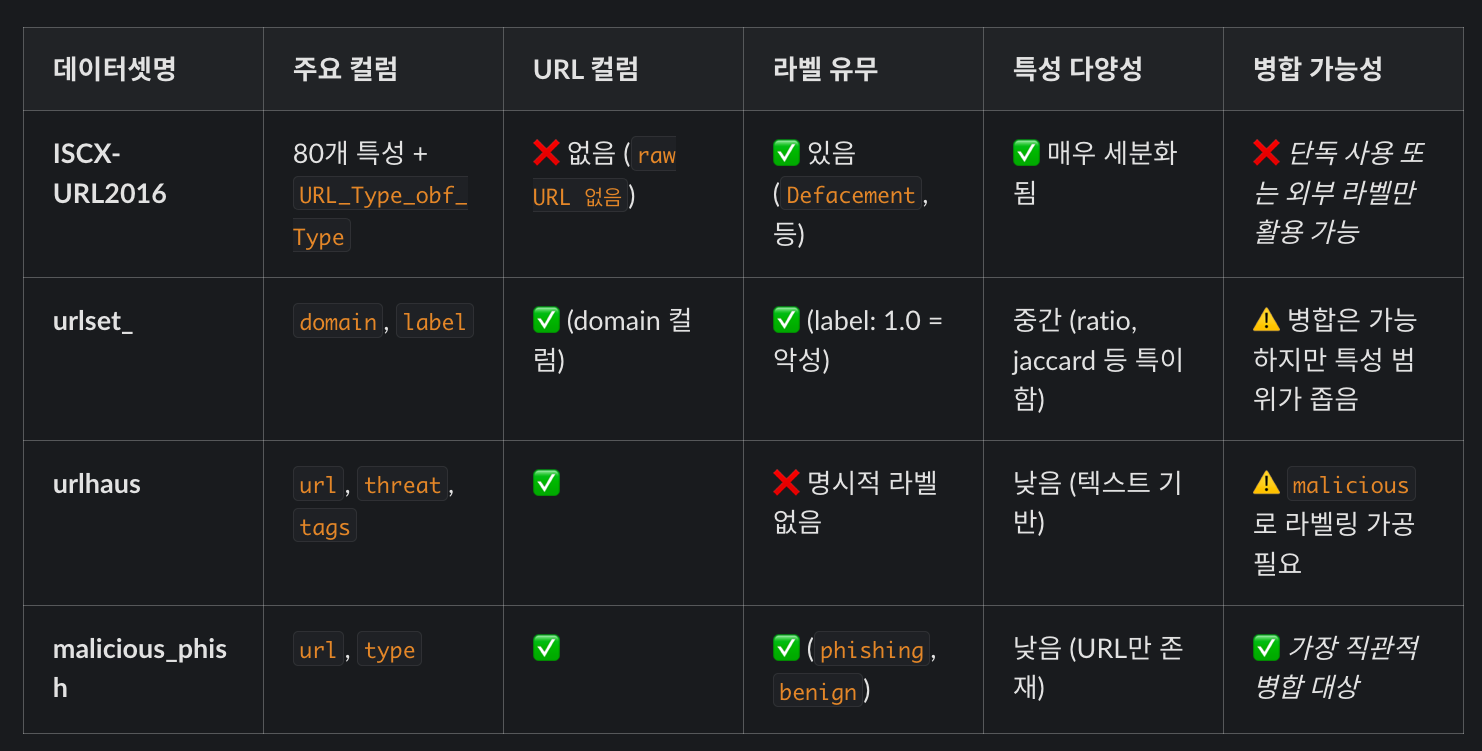 데이터셋명
주요 컬럼
URL 컬럼
라벨 유무
특성 다양성
병합 가능성
ISCX-
URL2016
80개 특성 +
URL_Type_obf_
Type
❌ 없음 (raw
URL 없음)
✅ 있음
(Defacement,
등)
✅ 매우 세분화
됨
❌ 단독 사용 또
는 외부 라벨만
활용 가능
urlset_
domain, label
✅ (domain 컬
럼)
✅ (label: 1.0 =
악성)
중간 (ratio,
jaccard 등 특이
함)
⚠️ 병합은 가능
하지만 특성 범
위가 좁음
urlhaus
url, threat,
tags
✅
❌ 명시적 라벨
없음
낮음 (텍스트 기
반)
⚠️ malicious
로 라벨링 가공
필요
malicious_phis
h
url, type
✅
✅ (phishing,
benign)
낮음 (URL만 존
재)
✅ 가장 직관적
병합 대상